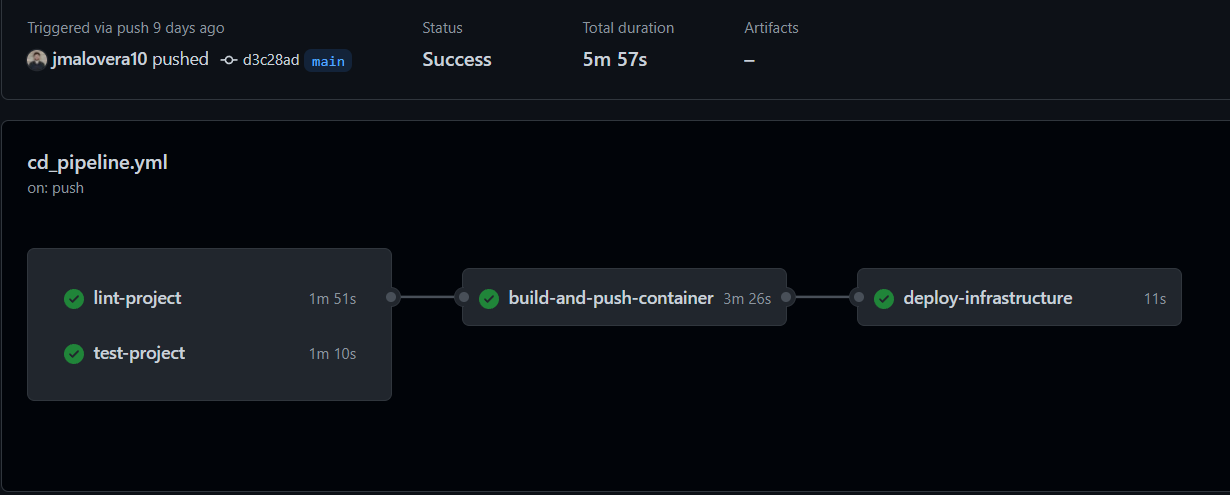 Triggered via push 9 days ago
jmalovera10 pushed d3c28ad main
Status
Success
Total duration
5m 57s
Artifacts
–
cd_pipeline.yml
on: push
lint-project 1m 51s
test-project 1m 10s
build-and-push-container 3m 26s
deploy-infrastructure 11s